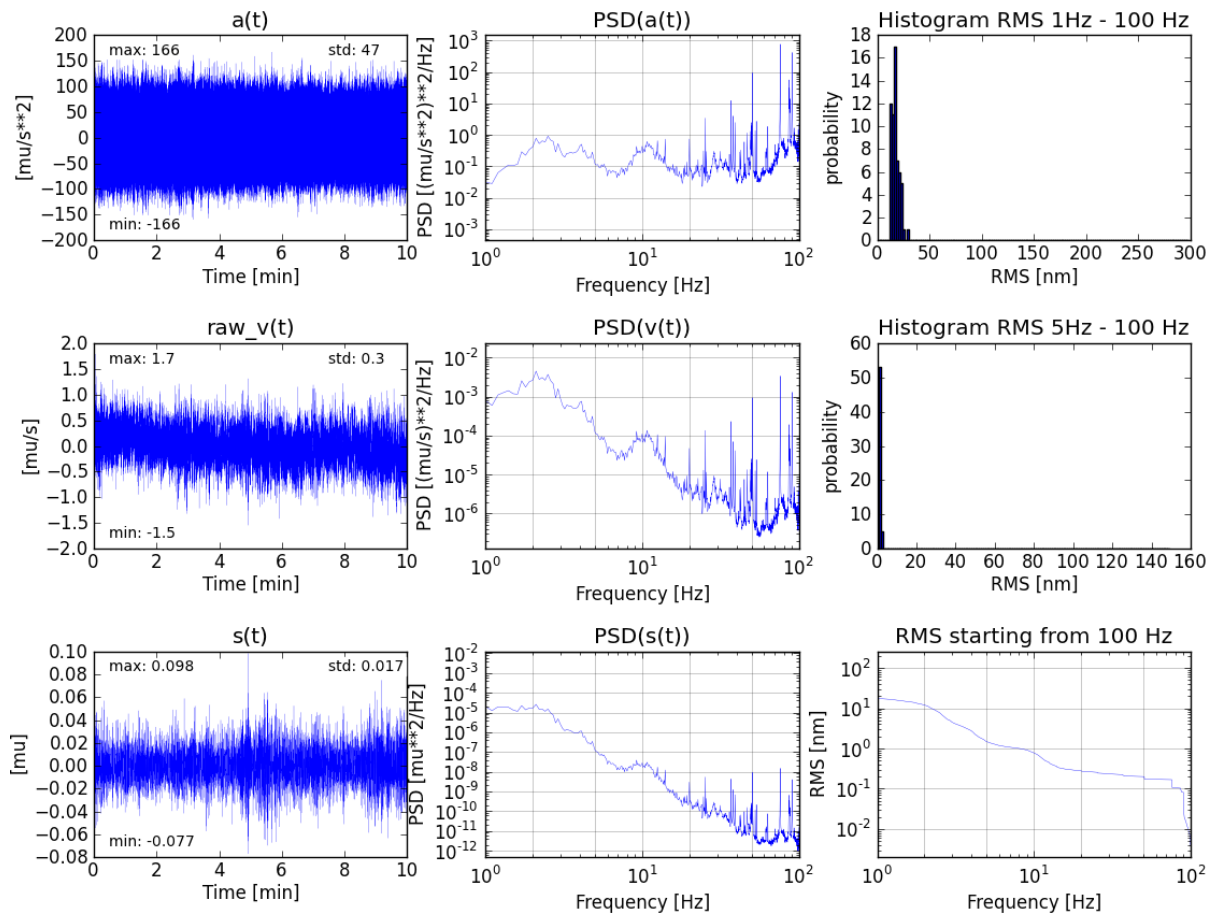 a(t)
max: 166
std: 47
min: -166
200
150
100
50
0
−50
−100
−150
−200
[mu/s**2]
0 2 4 6 8 10
Time [min]
PSD(a(t))
10^3
10^2
10^1
10^0
10^-1
10^-2
10^-3
PSD [(mu/s**2)**2/Hz]
10^0 10^1 10^2
Frequency [Hz]
Histogram RMS 1Hz - 100 Hz
18
16
14
12
10
8
6
4
2
0
probability
0 50 100 150 200 250 300
RMS [nm]
raw_v(t)
max: 1.7
std: 0.3
min: -1.5
2.0
1.5
1.0
0.5
0.0
−0.5
−1.0
−1.5
−2.0
[mu/s]
0 2 4 6 8 10
Time [min]
PSD(v(t))
10^-2
10^-3
10^-4
10^-5
10^-6
PSD [(mu/s)**2/Hz]
10^0 10^1 10^2
Frequency [Hz]
Histogram RMS 5Hz - 100 Hz
60
50
40
30
20
10
0
probability
0 20 40 60 80 100 120 140 160
RMS [nm]
s(t)
max: 0.098
std: 0.017
min: -0.077
0.10
0.08
0.06
0.04
0.02
0.00
−0.02
−0.04
−0.06
−0.08
[mu]
0 2 4 6 8 10
Time [min]
PSD(s(t))
10^-2
10^-3
10^-4
10^-5
10^-6
10^-7
10^-8
10^-9
10^-10
10^-11
10^-12
PSD [mu**2/Hz]
10^0 10^1 10^2
Frequency [Hz]
RMS starting from 100 Hz
10^2
10^1
10^0
10^-1
10^-2
RMS [nm]
10^0 10^1 10^2
Frequency [Hz]